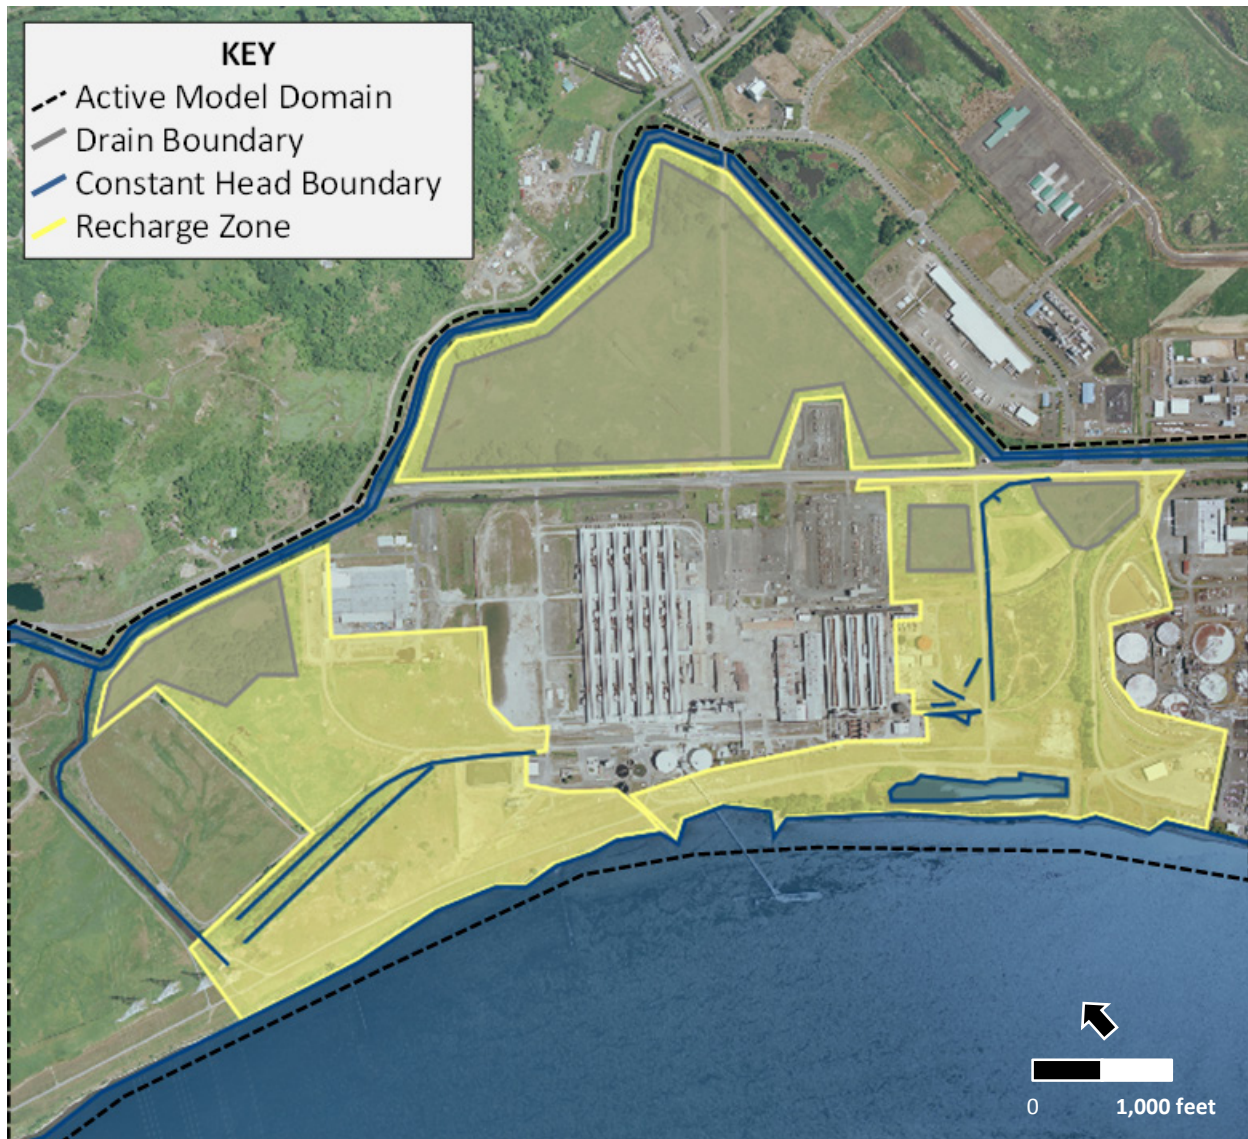 KEY
Active Model Domain
Drain Boundary
Constant Head Boundary
Recharge Zone
0 1,000 feet